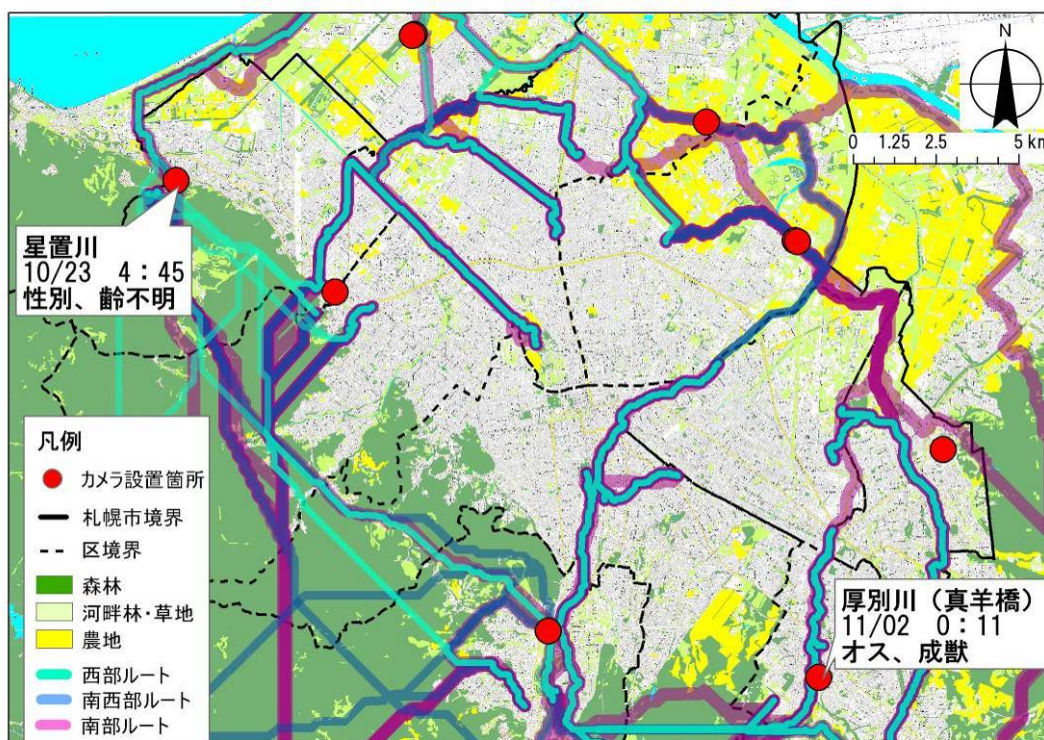 N
0 1.25 2.5 5 km
星置川
10/23 4:45
性別、齢不明
凡例
カメラ設置箇所
札幌市境界
区境界
森林
河畔林・草地
農地
西部ルート
南西部ルート
南部ルート
厚別川(真羊橋)
11/02 0:11
オス、成獣